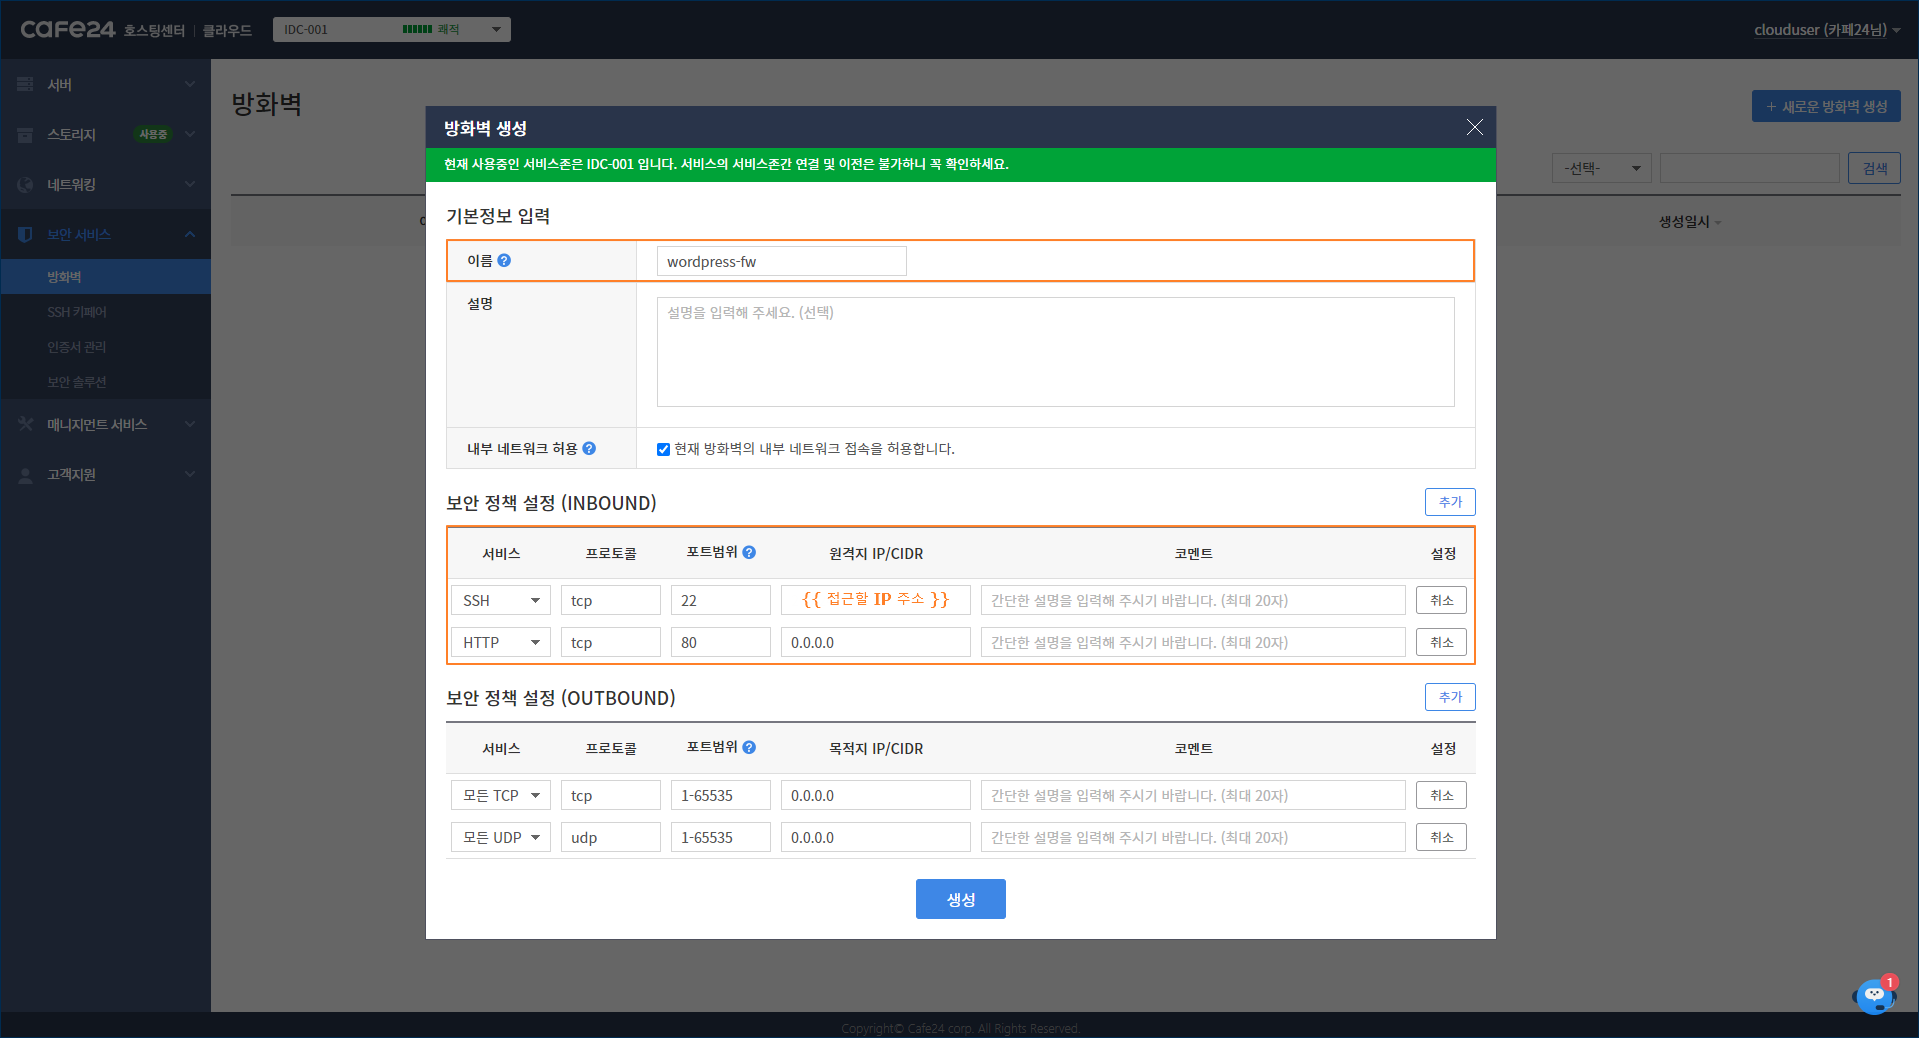 cafe24 호스팅센터 | 클라우드
IDC-001 쾌적
clouduser (카페24님)
서버
스토리지 사용중
네트워킹
보안 서비스
방화벽
SSH 키페어
인증서 관리
보안 솔루션
매니지먼트 서비스
고객지원
방화벽
+ 새로운 방화벽 생성
-선택-
검색
생성일시
방화벽 생성
현재 사용중인 서비스존은 IDC-001 입니다. 서비스의 서비스존간 연결 및 이전은 불가하니 꼭 확인하세요.
기본정보 입력
이름 ? wordpress-fw
설명 설명을 입력해 주세요. (선택)
내부 네트워크 허용 ? 현재 방화벽의 내부 네트워크 접속을 허용합니다.
보안 정책 설정 (INBOUND) 추가
서비스 프로토콜 포트범위 ? 원격지 IP/CIDR 코멘트 설정
SSH tcp 22 {{ 접근할 IP 주소 }} 간단한 설명을 입력해 주시기 바랍니다. (최대 20자) 취소
HTTP tcp 80 0.0.0.0 간단한 설명을 입력해 주시기 바랍니다. (최대 20자) 취소
보안 정책 설정 (OUTBOUND) 추가
서비스 프로토콜 포트범위 ? 목적지 IP/CIDR 코멘트 설정
모든 TCP tcp 1-65535 0.0.0.0 간단한 설명을 입력해 주시기 바랍니다. (최대 20자) 취소
모든 UDP udp 1-65535 0.0.0.0 간단한 설명을 입력해 주시기 바랍니다. (최대 20자) 취소
생성
1
Copyright© Cafe24 corp. All Rights Reserved.